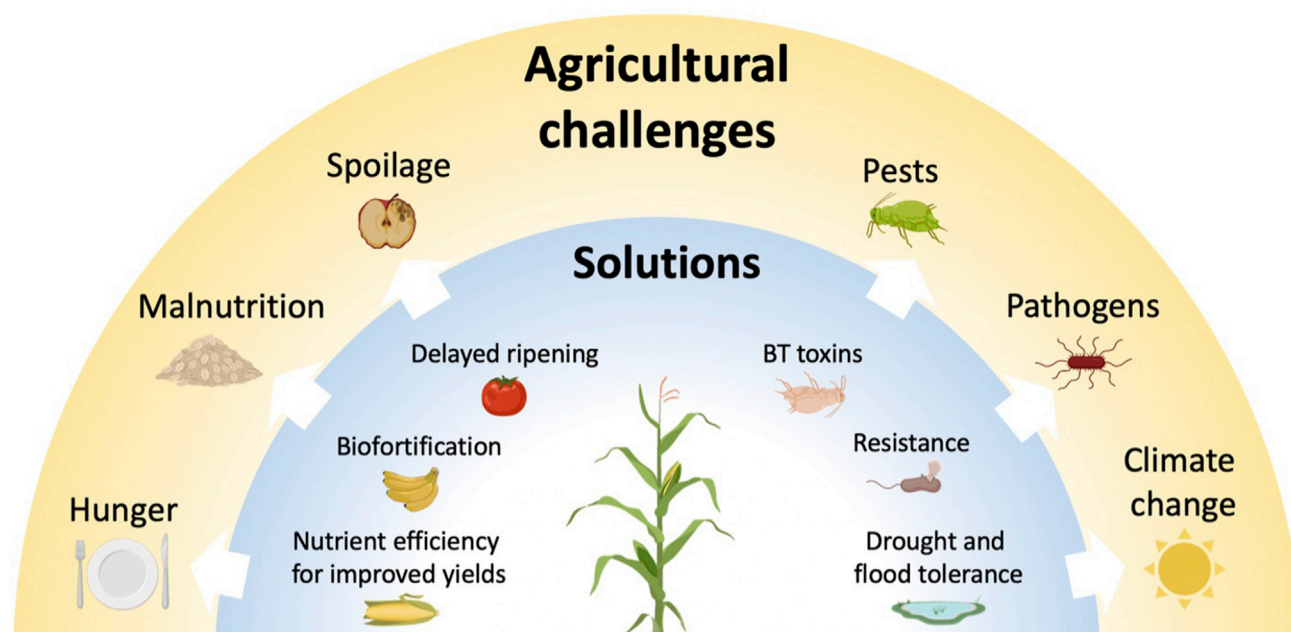 Agricultural
challenges
Spoilage
Pests
Malnutrition
Pathogens
Hunger
Climate
change
Solutions
Delayed ripening
BT toxins
Biofortification
Resistance
Nutrient efficiency
for improved yields
Drought and
flood tolerance